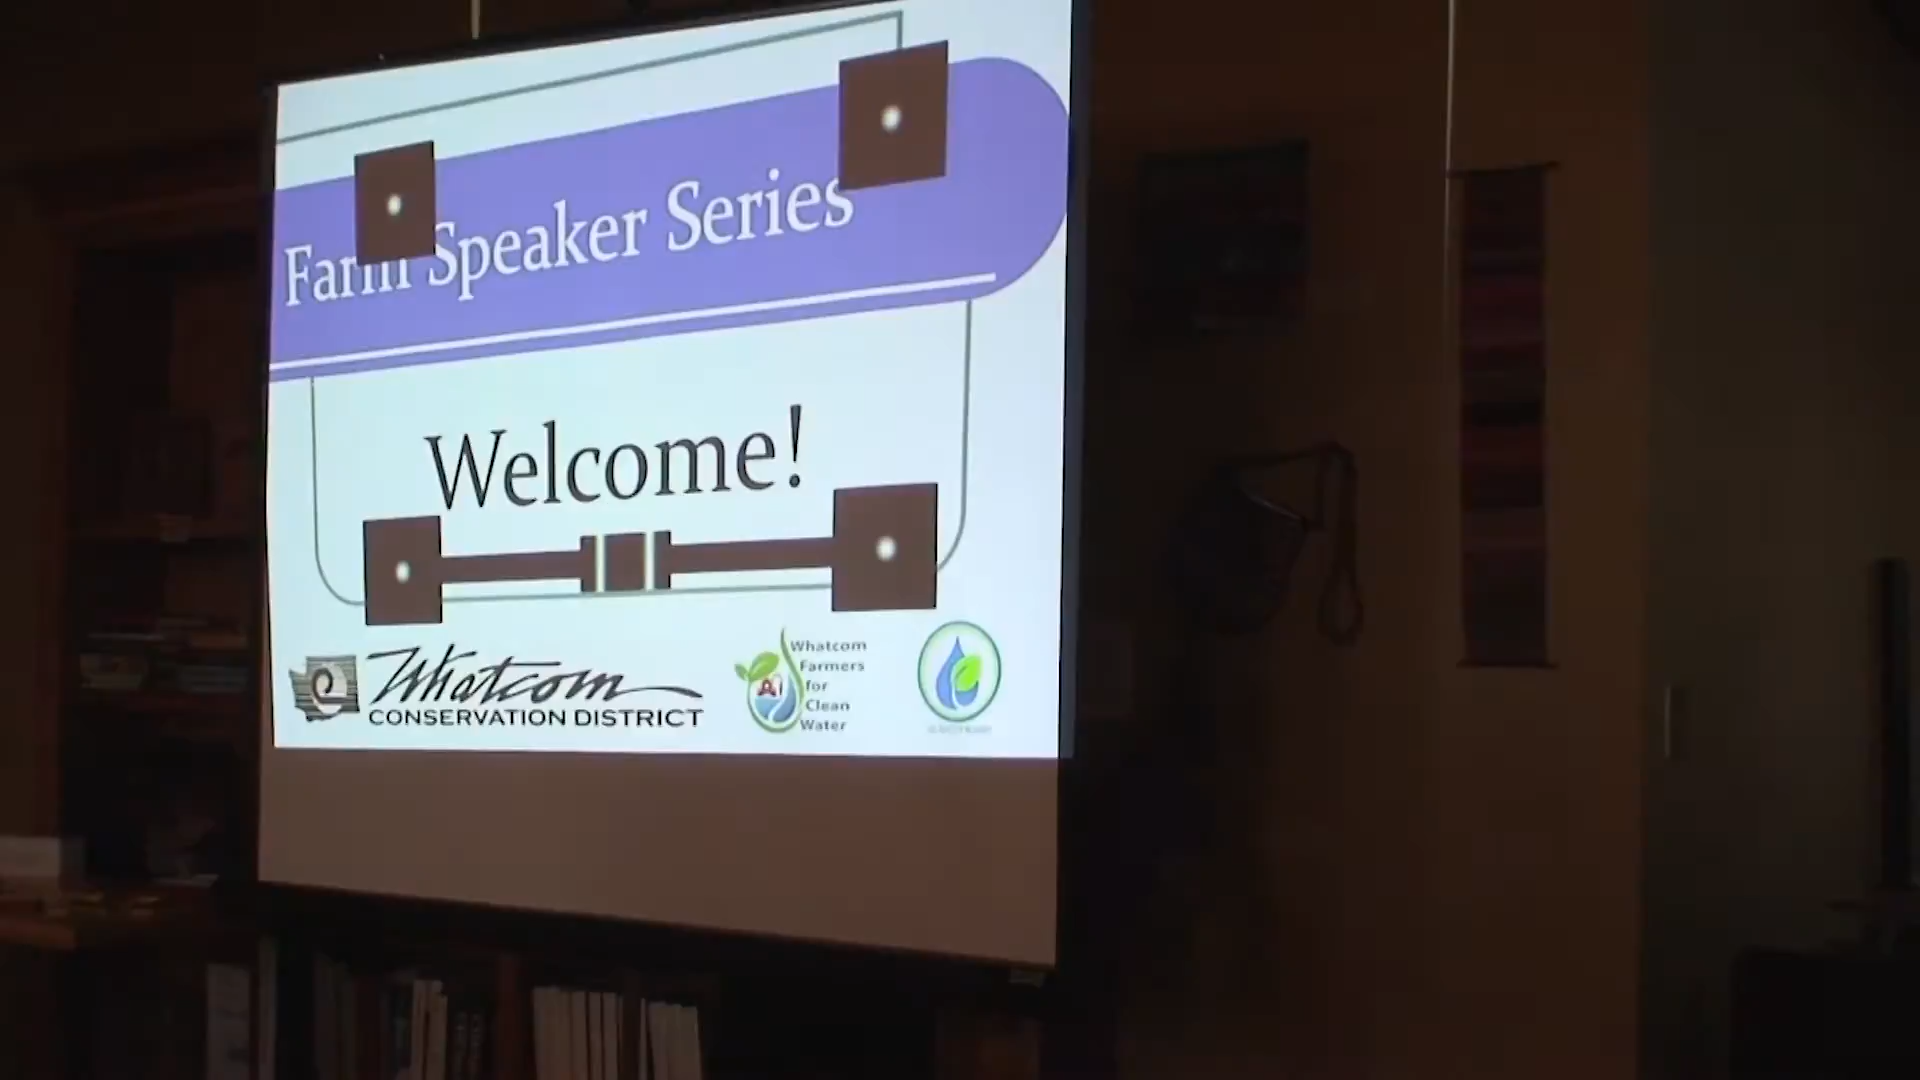 Farm Speaker Series
Welcome!
Whatcom
CONSERVATION DISTRICT
Whatcom
Farmers
for
Clean
Water